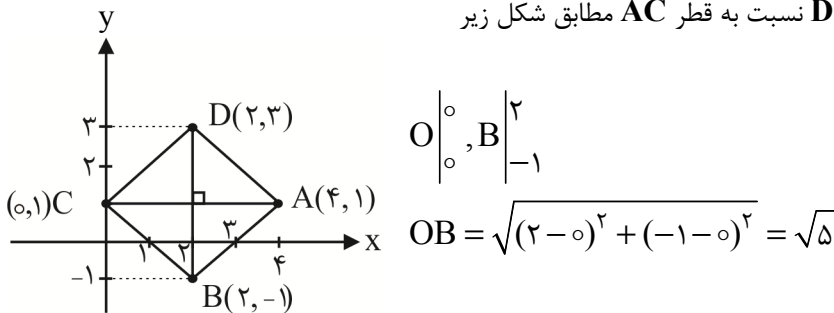 D نسبت به قطر AC مطابق شکل زیر
y
۳
D(۲,۳)
۲
(۰,۱)C
A(۴,۱)
x
۱
۲
۳
۴
-۱
B(۲,-۱)
O|۰ ۰ , B|۲ -۱
OB = √((۲-۰)^۲ + (-۱-۰)^۲) = √۵